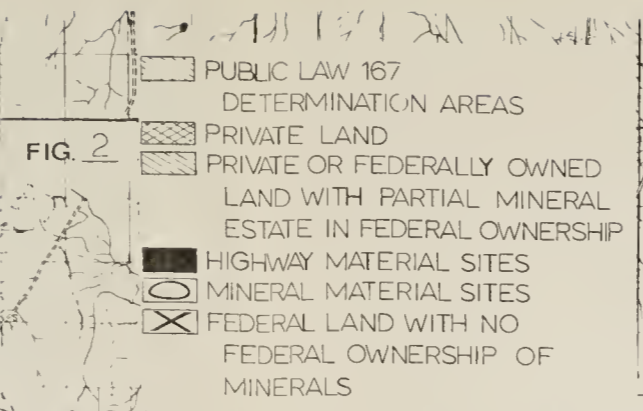 PUBLIC LAW 167
DETERMINATION AREAS
FIG. 2
PRIVATE LAND
PRIVATE OR FEDERALLY OWNED
LAND WITH PARTIAL MINERAL
ESTATE IN FEDERAL OWNERSHIP
HIGHWAY MATERIAL SITES
MINERAL MATERIAL SITES
FEDERAL LAND WITH NO
FEDERAL OWNERSHIP OF
MINERALS